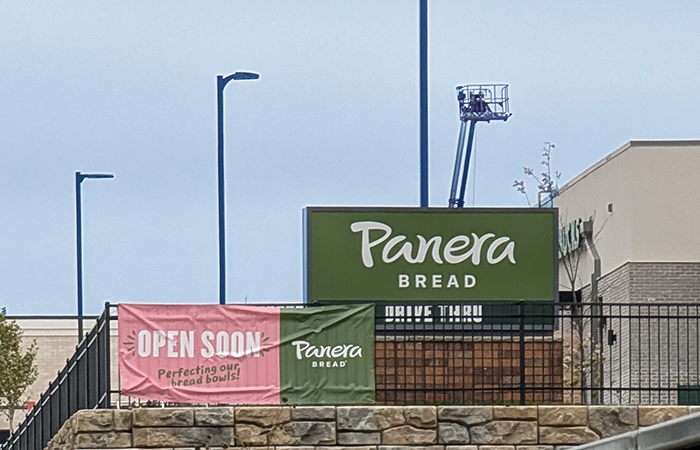 Panera
BREAD
DRIVE THRU
OPEN SOON
Perfecting our
bread bowls!
Panera
BREAD